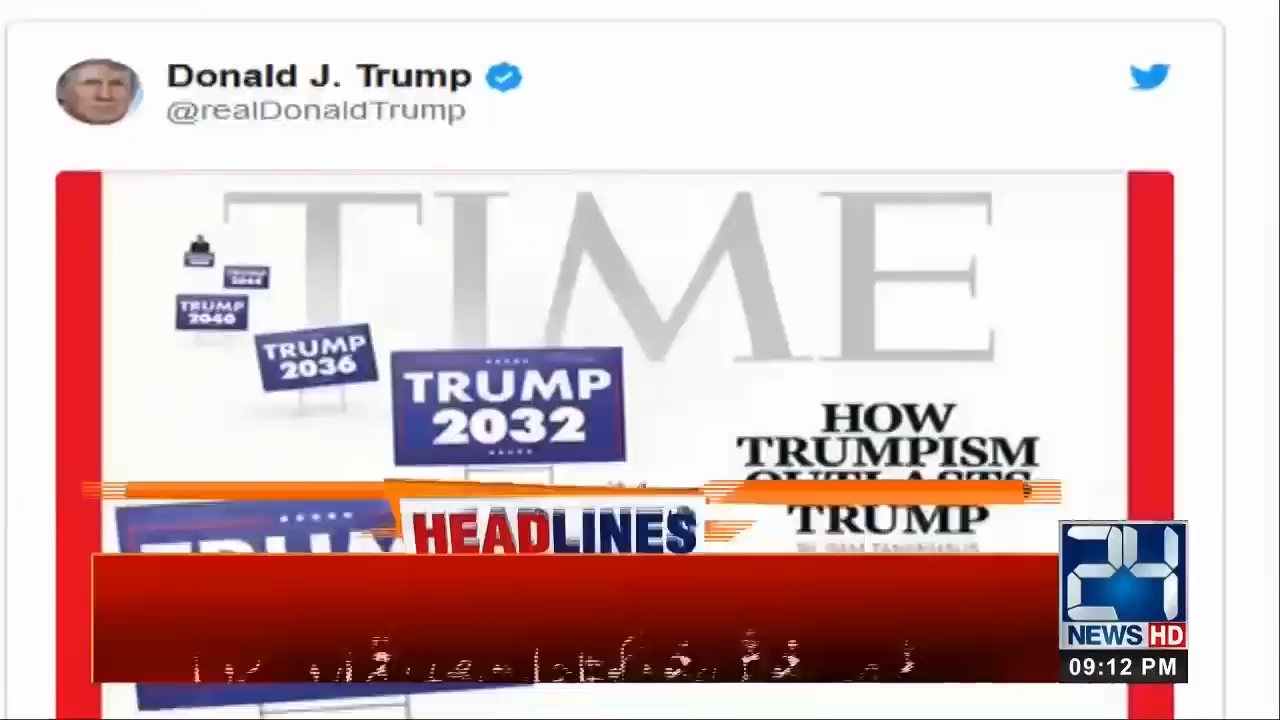 Donald J. Trump
@realDonaldTrump
TIME
TRUMP
2040
TRUMP
2036
TRUMP
2032
HOW
TRUMPISM
OUTLASTS
TRUMP
HEADLINES
24
NEWS HD
09:12 PM